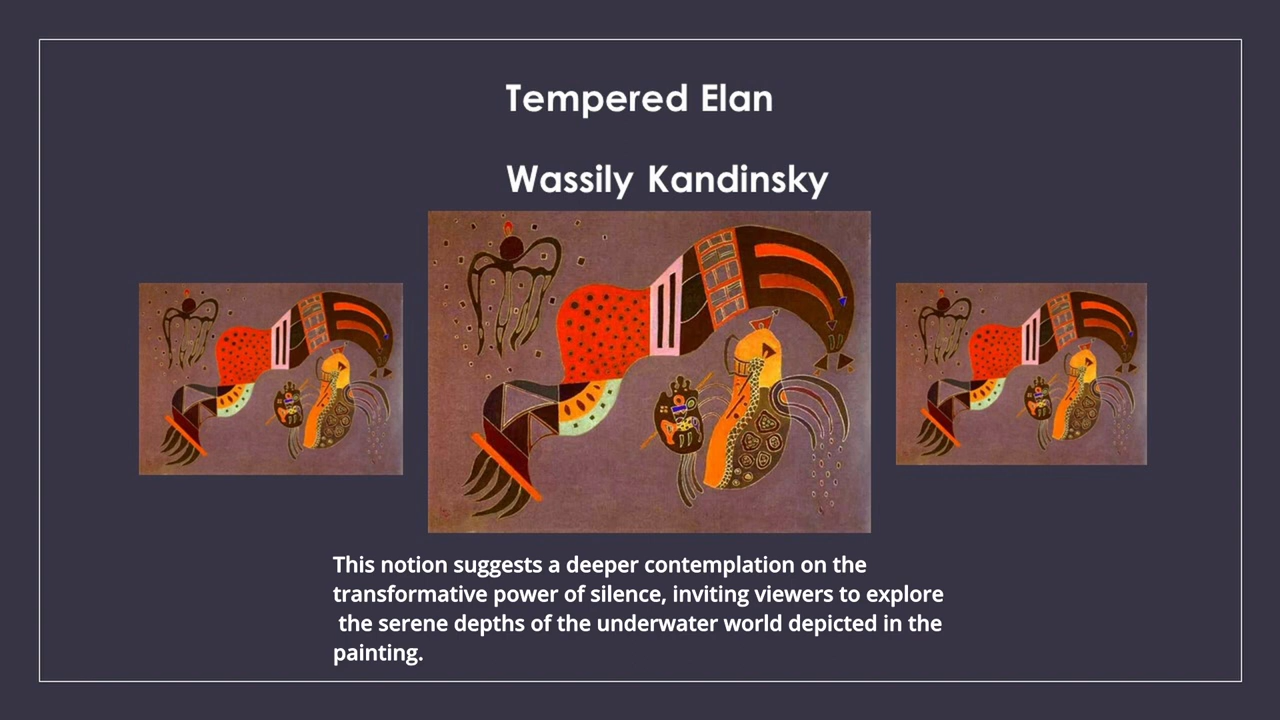 Tempered Elan
Wassily Kandinsky
This notion suggests a deeper contemplation on the
transformative power of silence, inviting viewers to explore
the serene depths of the underwater world depicted in the
painting.